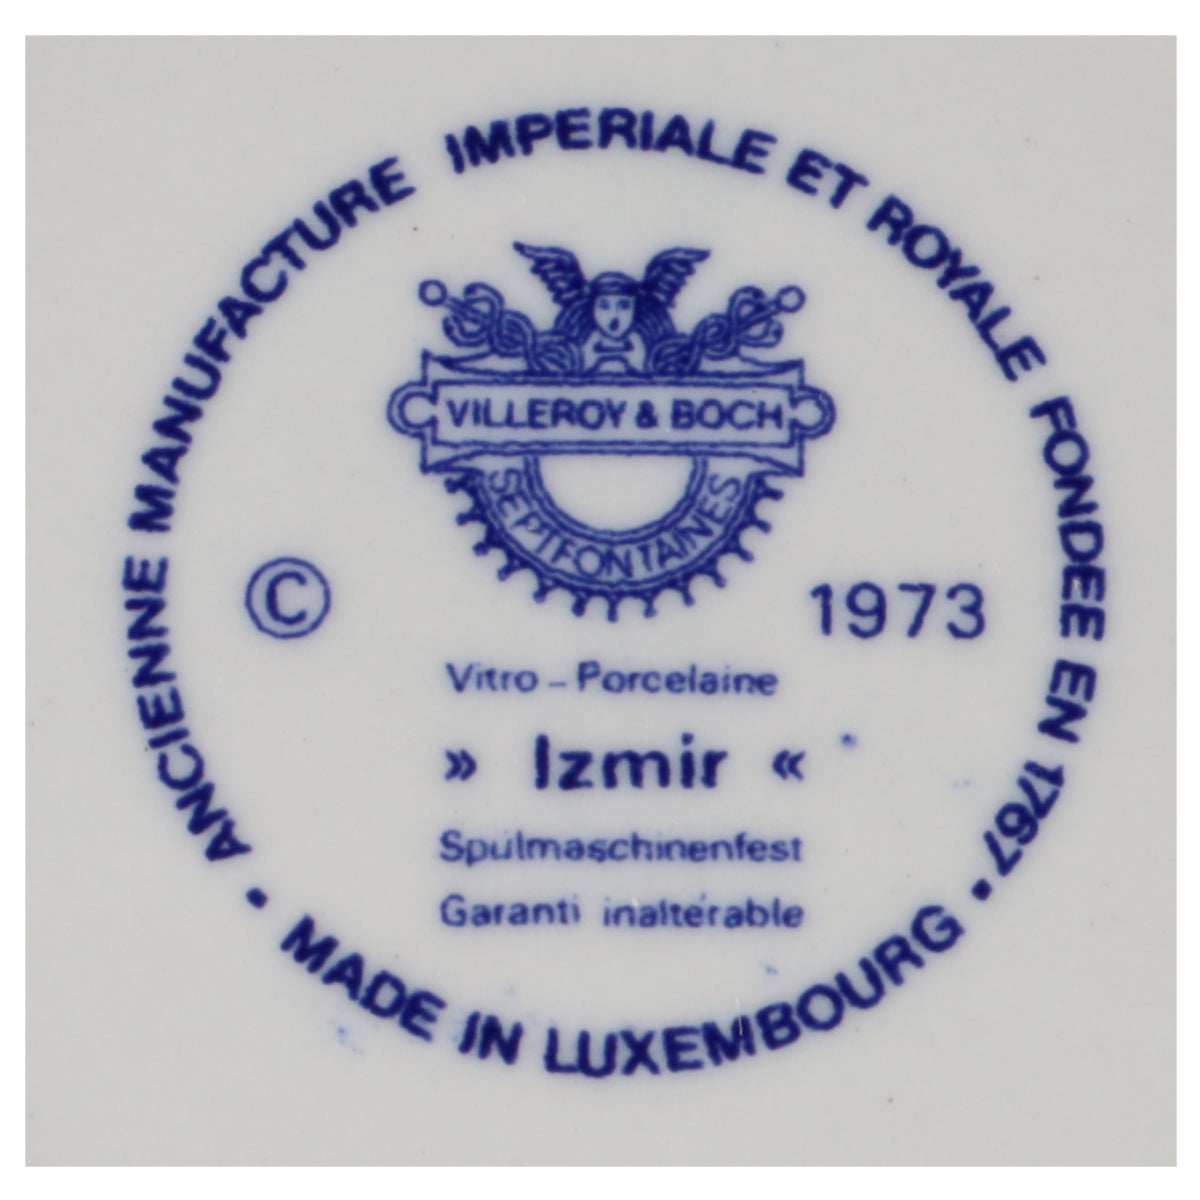 ANCIENNE MANUFACTURE IMPERIALE ET ROYALE FONDEE EN 1767 •
VILLEROY & BOCH
SEPTFONTAINES
© 1973
Vitro – Porcelaine
» Izmir «
Spülmaschinenfest
Garanti inaltérable
• MADE IN LUXEMBOURG